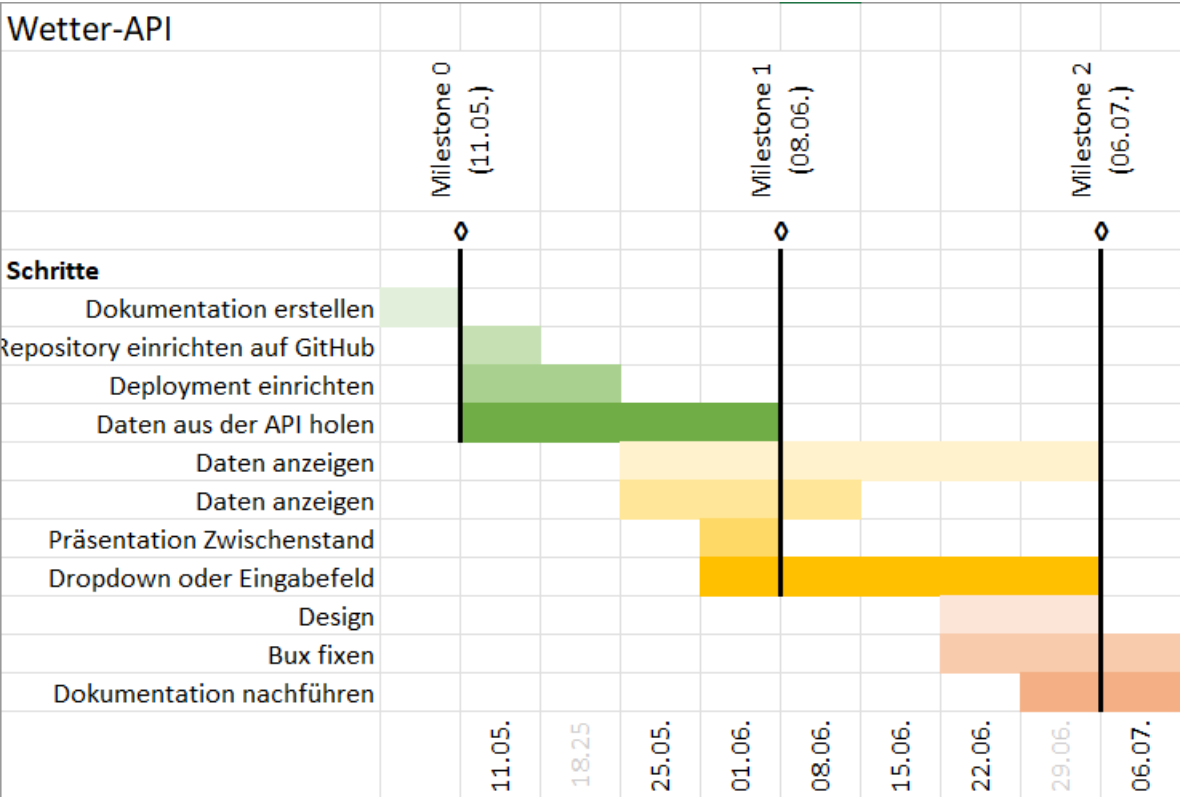 Wetter-API
Milestone 0
(11.05.)
Milestone 1
(08.06.)
Milestone 2
(06.07.)
Schritte
Dokumentation erstellen
Repository einrichten auf GitHub
Deployment einrichten
Daten aus der API holen
Daten anzeigen
Daten anzeigen
Präsentation Zwischenstand
Dropdown oder Eingabefeld
Design
Bux fixen
Dokumentation nachführen
11.05.
18.25
25.05.
01.06.
08.06.
15.06.
22.06.
29.06.
06.07.